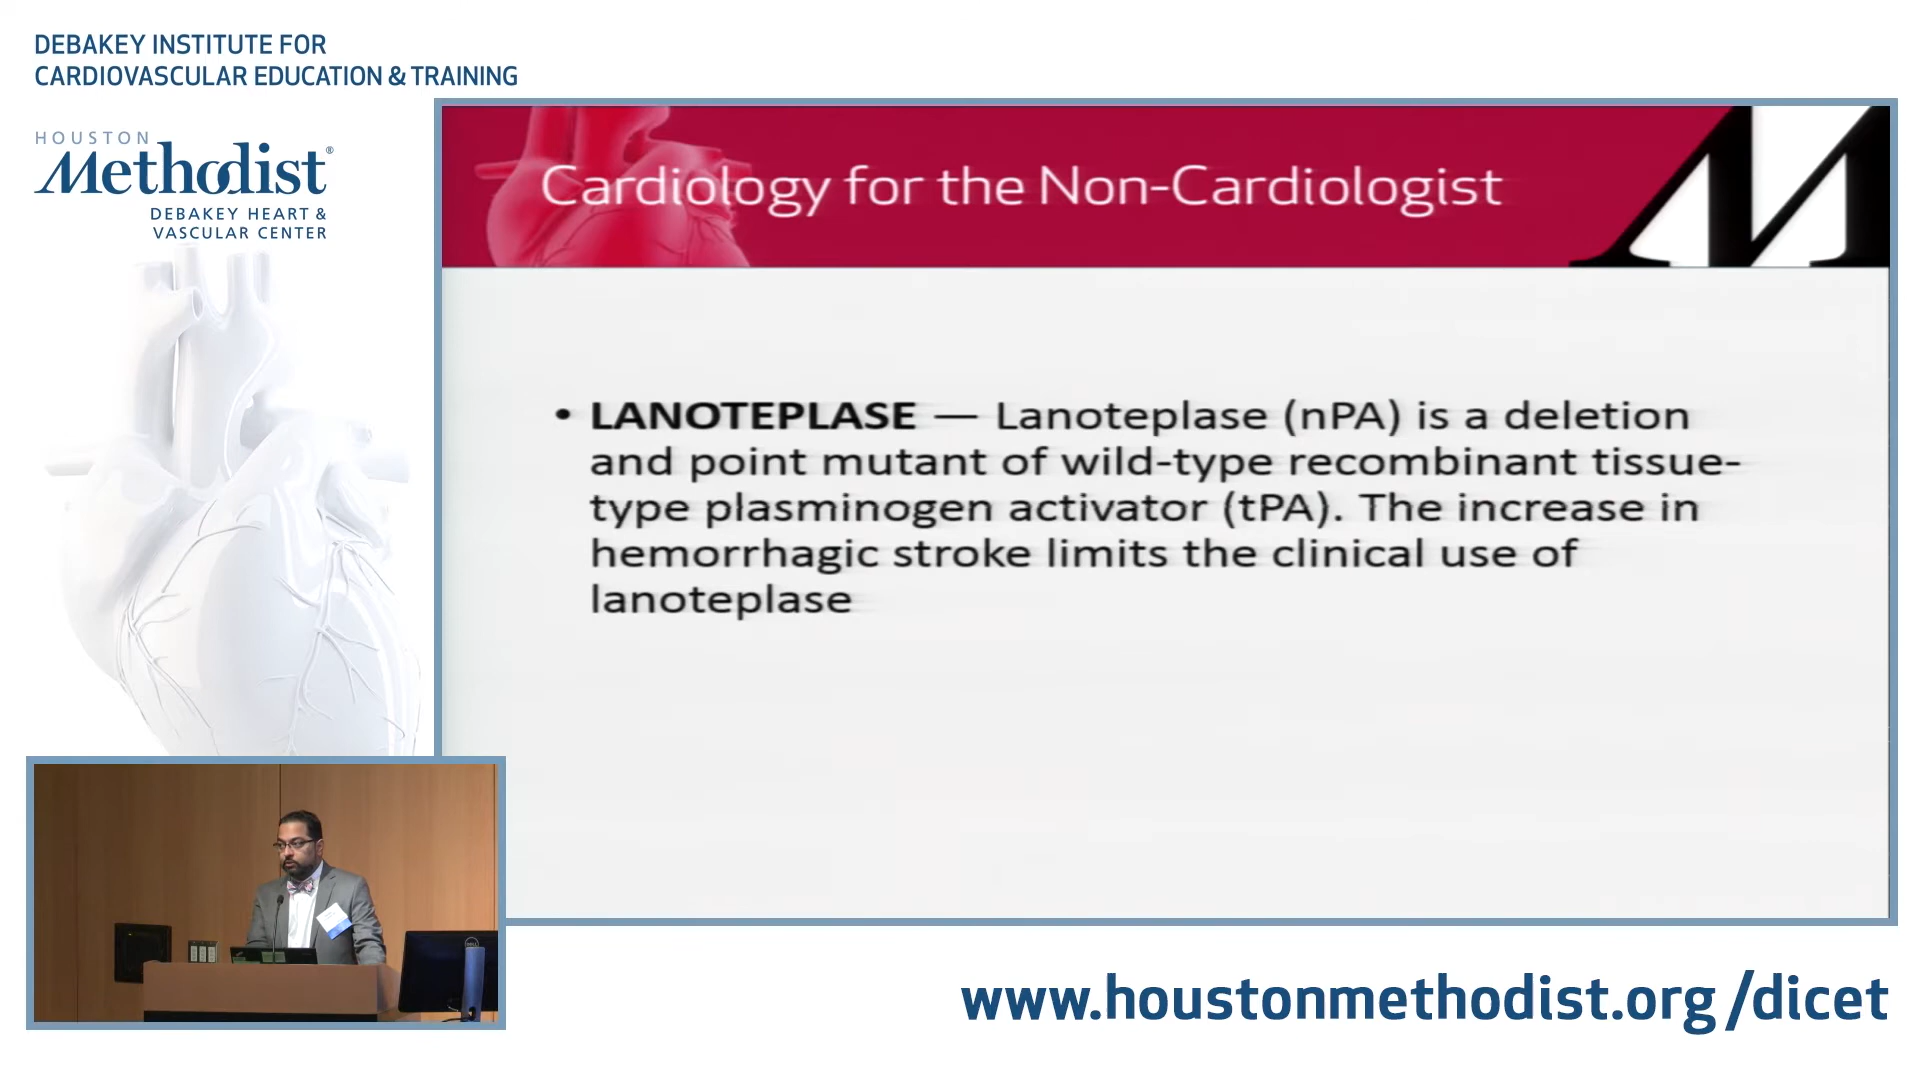 DEBAKEY INSTITUTE FOR
CARDIOVASCULAR EDUCATION & TRAINING
HOUSTON
Methodist®
DEBAKEY HEART &
VASCULAR CENTER
Cardiology for the Non-Cardiologist
M
• LANOTEPLASE — Lanoteplase (nPA) is a deletion
and point mutant of wild-type recombinant tissue-
type plasminogen activator (tPA). The increase in
hemorrhagic stroke limits the clinical use of
lanoteplase
DELL
www.houstonmethodist.org/dicet